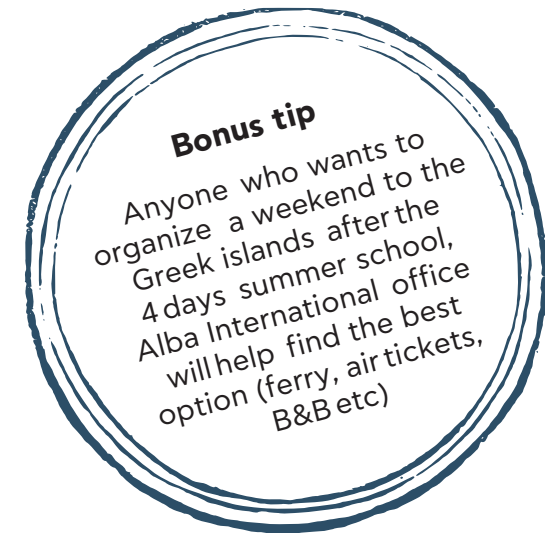 Bonus tip
Anyone who wants to
organize a weekend to the
Greek islands after the
4 days summer school,
Alba International office
will help find the best
option (ferry, air tickets,
B&B etc)